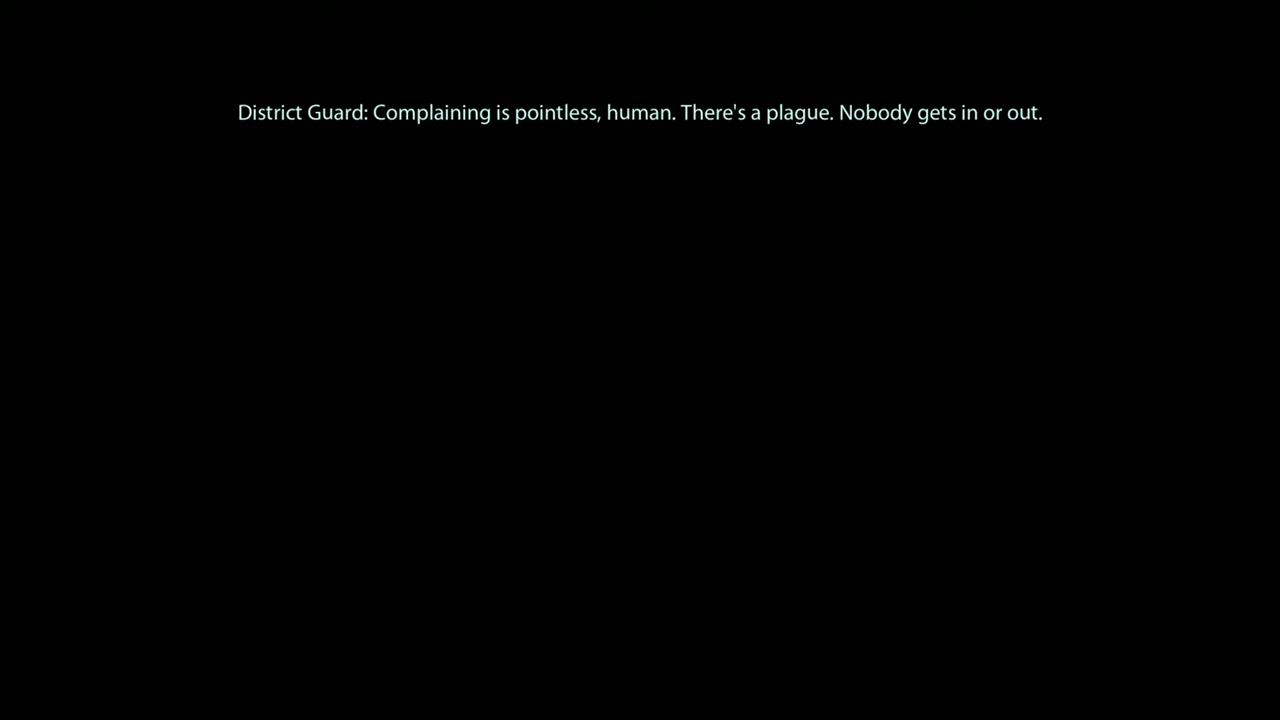 District Guard: Complaining is pointless, human. There's a plague. Nobody gets in or out.